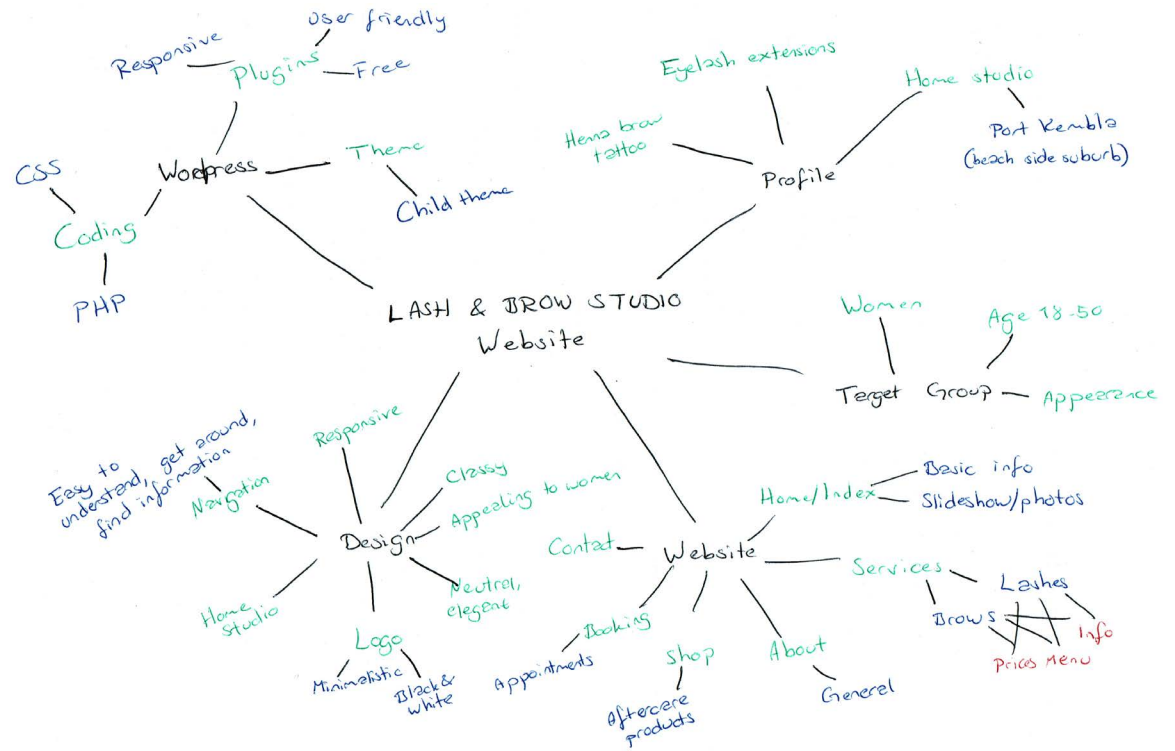 User friendly
Responsive
Plugins
Free
Eyelash extensions
Home studio
Henna brow
tattoo
Port Kembla
(beach side suburb)
CSS
Wordpress
Theme
Child theme
Profile
Coding
PHP
LASH & BROW STUDIO
Website
Women
Age 18-50
Target Group
Appearance
Easy to
understand, get around,
find information
Navigation
Responsive
Classy
Appealing to women
Design
Neutral,
elegant
Home
studio
Logo
Minimalistic
Black &
white
Home/Index
Basic info
Slideshow/photos
Contact
Website
Services
Lashes
Brows
Info
Prices Menu
Booking
Appointments
Shop
Aftercare
products
About
General